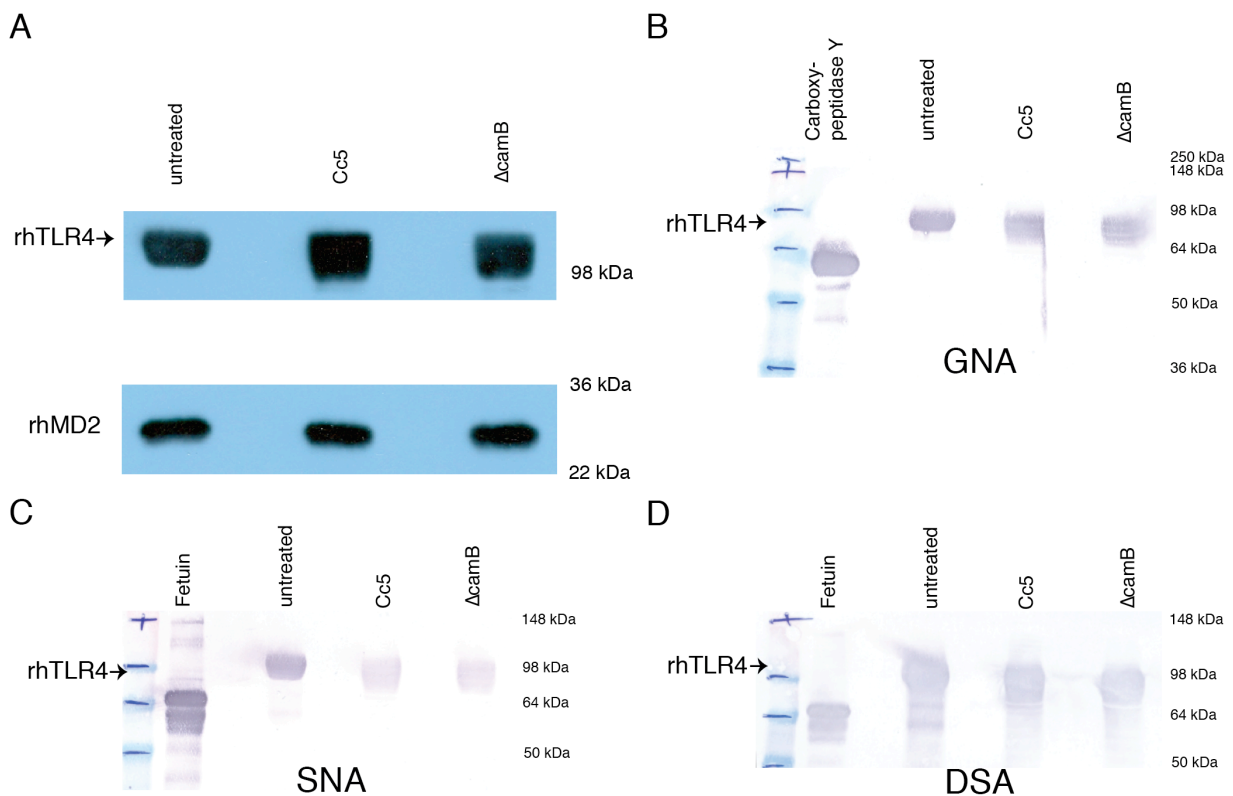 A
untreated
Cc5
ΔcamB
rhTLR4→
98 kDa
36 kDa
rhMD2
22 kDa
B
Carboxy-
peptidase Y
untreated
Cc5
ΔcamB
250 kDa
148 kDa
98 kDa
rhTLR4→
64 kDa
50 kDa
36 kDa
GNA
C
Fetuin
untreated
Cc5
ΔcamB
148 kDa
98 kDa
rhTLR4→
64 kDa
50 kDa
SNA
D
Fetuin
untreated
Cc5
ΔcamB
148 kDa
rhTLR4→
98 kDa
64 kDa
50 kDa
DSA